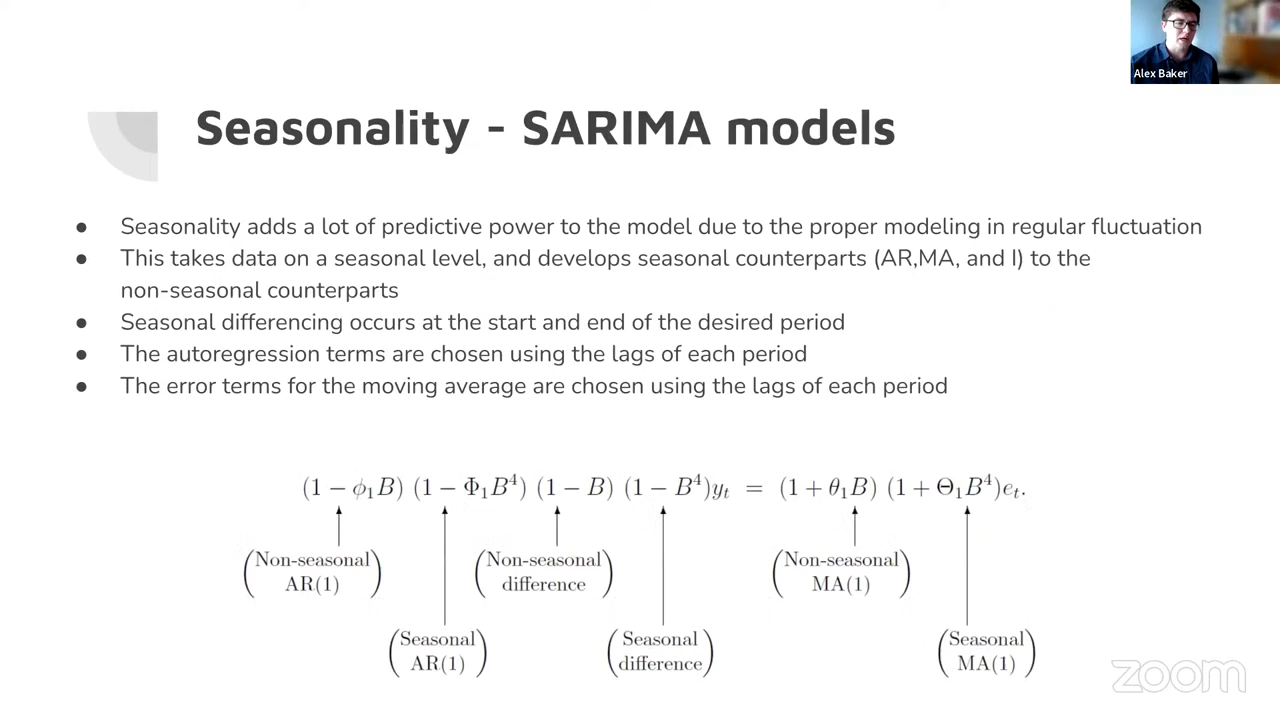 Alex Baker
Seasonality - SARIMA models
● Seasonality adds a lot of predictive power to the model due to the proper modeling in regular fluctuation
● This takes data on a seasonal level, and develops seasonal counterparts (AR,MA, and I) to the
non-seasonal counterparts
● Seasonal differencing occurs at the start and end of the desired period
● The autoregression terms are chosen using the lags of each period
● The error terms for the moving average are chosen using the lags of each period
(1 − ϕ₁B) (1 − Φ₁B⁴) (1 − B) (1 − B⁴)yₜ = (1 + θ₁B) (1 + Θ₁B⁴)eₜ.
(Non-seasonal
AR(1))
(Non-seasonal
difference)
(Non-seasonal
MA(1))
(Seasonal
AR(1))
(Seasonal
difference)
(Seasonal
MA(1))
zoom